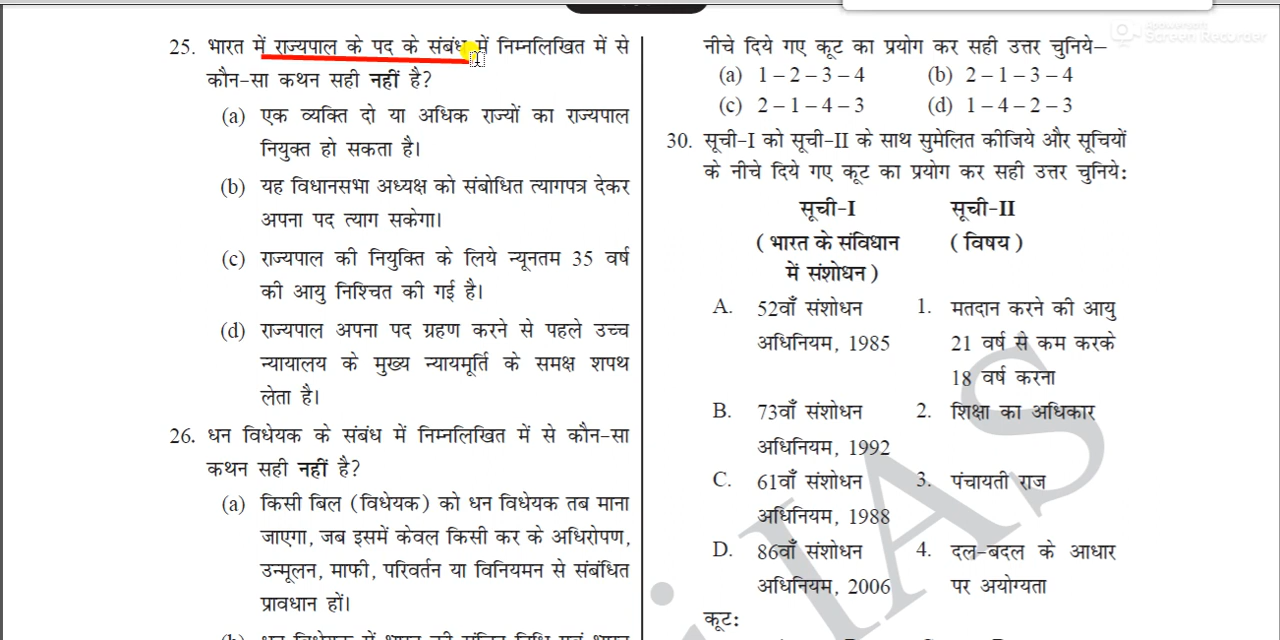 25. भारत में राज्यपाल के पद के संबंध में निम्नलिखित में से
कौन-सा कथन सही नहीं है?
(a) एक व्यक्ति दो या अधिक राज्यों का राज्यपाल
नियुक्त हो सकता है।
(b) यह विधानसभा अध्यक्ष को संबोधित त्यागपत्र देकर
अपना पद त्याग सकेगा।
(c) राज्यपाल की नियुक्ति के लिये न्यूनतम 35 वर्ष
की आयु निश्चित की गई है।
(d) राज्यपाल अपना पद ग्रहण करने से पहले उच्च
न्यायालय के मुख्य न्यायमूर्ति के समक्ष शपथ
लेता है।
26. धन विधेयक के संबंध में निम्नलिखित में से कौन-सा
कथन सही नहीं है?
(a) किसी बिल (विधेयक) को धन विधेयक तब माना
जाएगा, जब इसमें केवल किसी कर के अधिरोपण,
उन्मूलन, माफी, परिवर्तन या विनियमन से संबंधित
प्रावधान हों।
नीचे दिये गए कूट का प्रयोग कर सही उत्तर चुनिये–
(a) 1 – 2 – 3 – 4 (b) 2 – 1 – 3 – 4
(c) 2 – 1 – 4 – 3 (d) 1 – 4 – 2 – 3
30. सूची-I को सूची-II के साथ सुमेलित कीजिये और सूचियों
के नीचे दिये गए कूट का प्रयोग कर सही उत्तर चुनिये:
सूची-I सूची-II
( भारत के संविधान ( विषय )
में संशोधन )
A. 52वाँ संशोधन 1. मतदान करने की आयु
अधिनियम, 1985 21 वर्ष से कम करके
18 वर्ष करना
B. 73वाँ संशोधन 2. शिक्षा का अधिकार
अधिनियम, 1992
C. 61वाँ संशोधन 3. पंचायती राज
अधिनियम, 1988
D. 86वाँ संशोधन 4. दल-बदल के आधार
अधिनियम, 2006 पर अयोग्यता
कूट:
IAS
Apowersoft
Screen Recorder